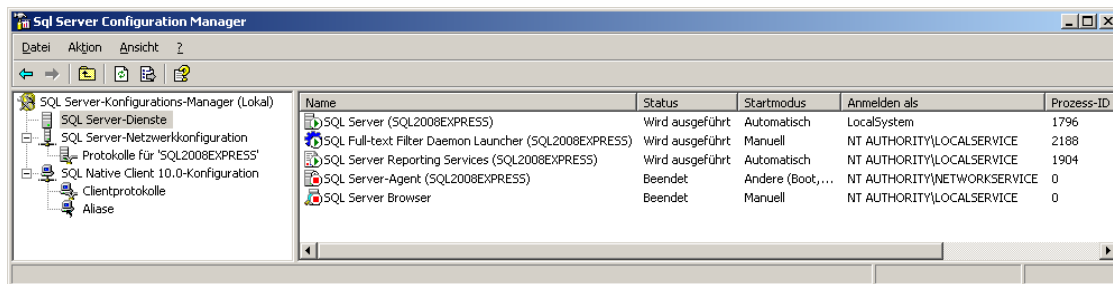 Sql Server Configuration Manager
Datei Aktion Ansicht ?
SQL Server-Konfigurations-Manager (Lokal)
SQL Server-Dienste
SQL Server-Netzwerkkonfiguration
Protokolle für 'SQL2008EXPRESS'
SQL Native Client 10.0-Konfiguration
Clientprotokolle
Aliase
Name Status Startmodus Anmelden als Prozess-ID
SQL Server (SQL2008EXPRESS) Wird ausgeführt Automatisch LocalSystem 1796
SQL Full-text Filter Daemon Launcher (SQL2008EXPRESS) Wird ausgeführt Manuell NT AUTHORITY\LOCALSERVICE 2188
SQL Server Reporting Services (SQL2008EXPRESS) Wird ausgeführt Automatisch NT AUTHORITY\LOCALSERVICE 1904
SQL Server-Agent (SQL2008EXPRESS) Beendet Andere (Boot,... NT AUTHORITY\NETWORKSERVICE 0
SQL Server Browser Beendet Manuell NT AUTHORITY\LOCALSERVICE 0